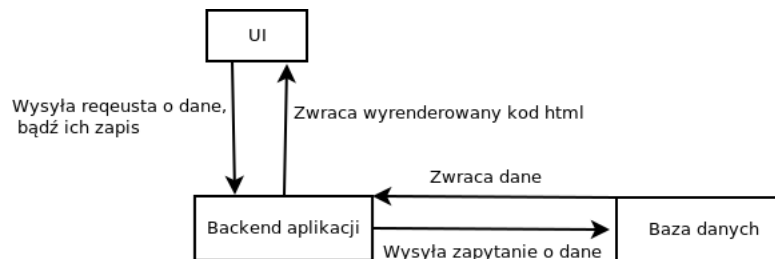 UI
Wysyła reqeusta o dane,
bądź ich zapis
Zwraca wyrenderowany kod html
Zwraca dane
Backend aplikacji
Baza danych
Wysyła zapytanie o dane